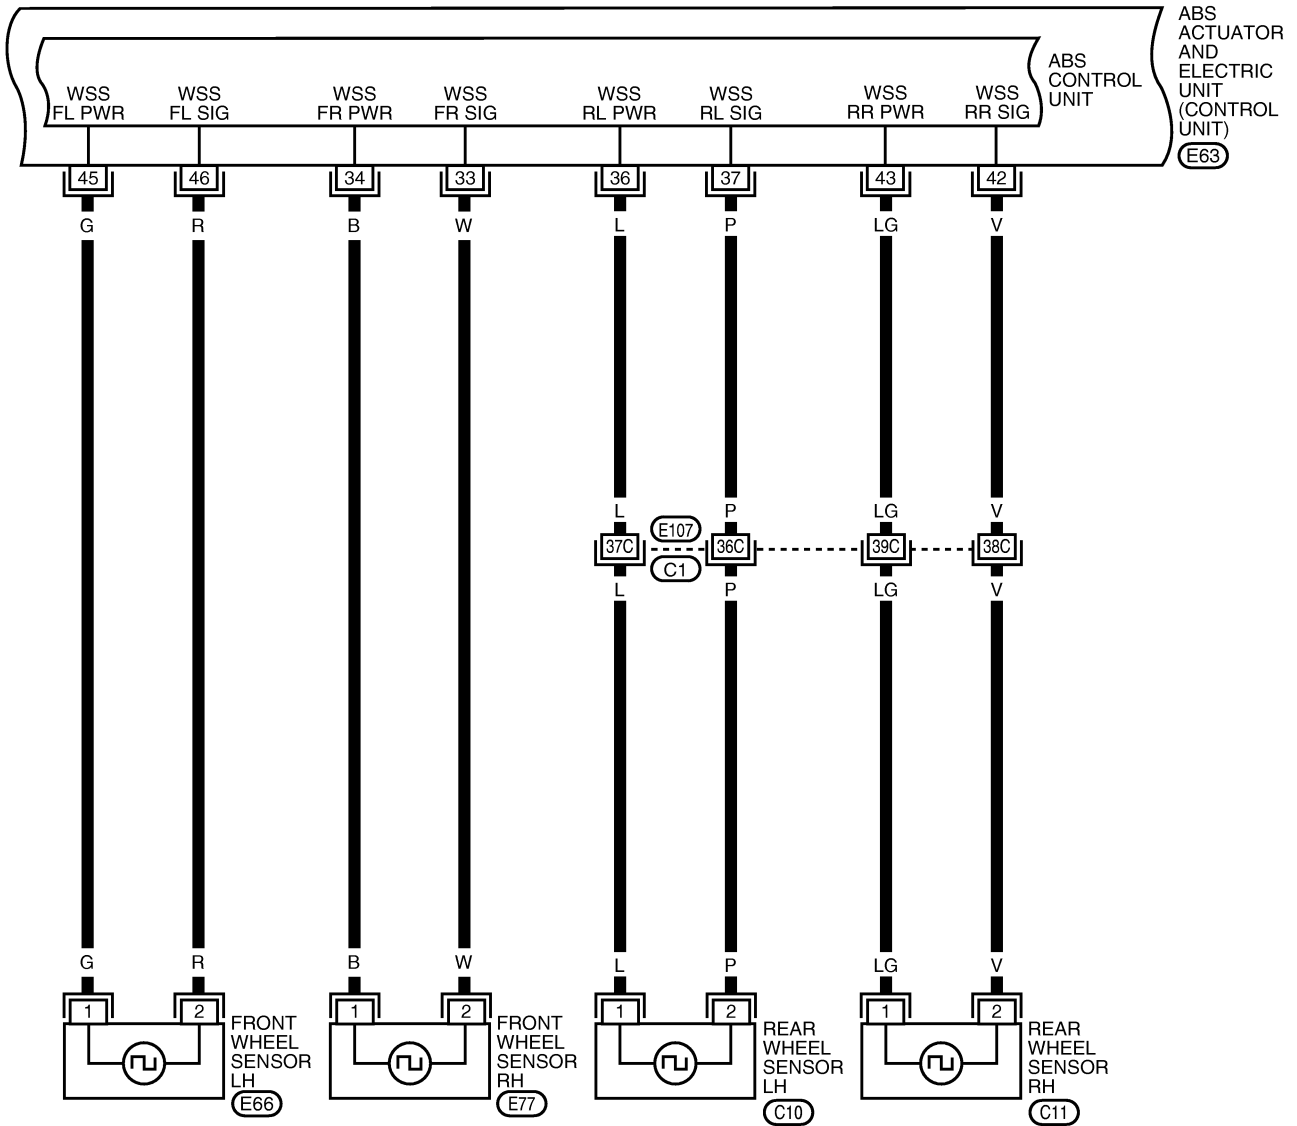 ABS
ACTUATOR
AND
ELECTRIC
UNIT
(CONTROL
UNIT)
E63
ABS
CONTROL
UNIT
WSS
FL PWR
WSS
FL SIG
WSS
FR PWR
WSS
FR SIG
WSS
RL PWR
WSS
RL SIG
WSS
RR PWR
WSS
RR SIG
45 46 34 33 36 37 43 42
G R B W L P LG V
L P LG V
E107
37C 36C 39C 38C
C1
L P LG V
G R B W L P LG V
1 2 1 2 1 2 1 2
FRONT
WHEEL
SENSOR
LH
E66
FRONT
WHEEL
SENSOR
RH
E77
REAR
WHEEL
SENSOR
LH
C10
REAR
WHEEL
SENSOR
RH
C11